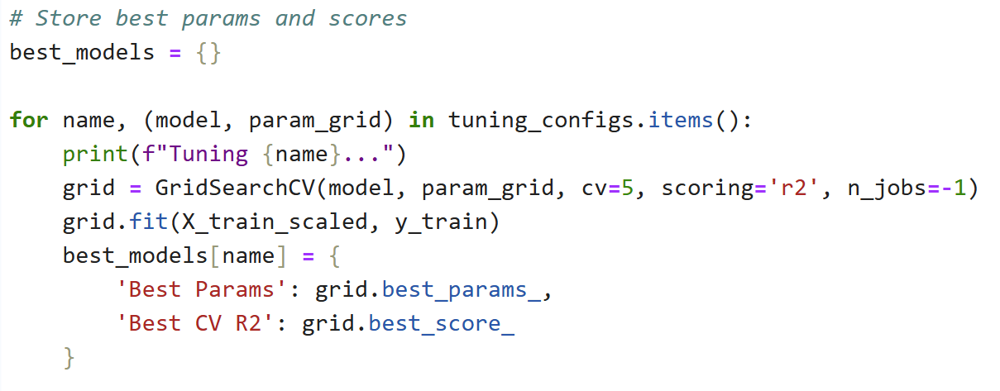 # Store best params and scores
best_models = {}
for name, (model, param_grid) in tuning_configs.items():
    print(f"Tuning {name}...")
    grid = GridSearchCV(model, param_grid, cv=5, scoring='r2', n_jobs=-1)
    grid.fit(X_train_scaled, y_train)
    best_models[name] = {
        'Best Params': grid.best_params_,
        'Best CV R2': grid.best_score_
    }